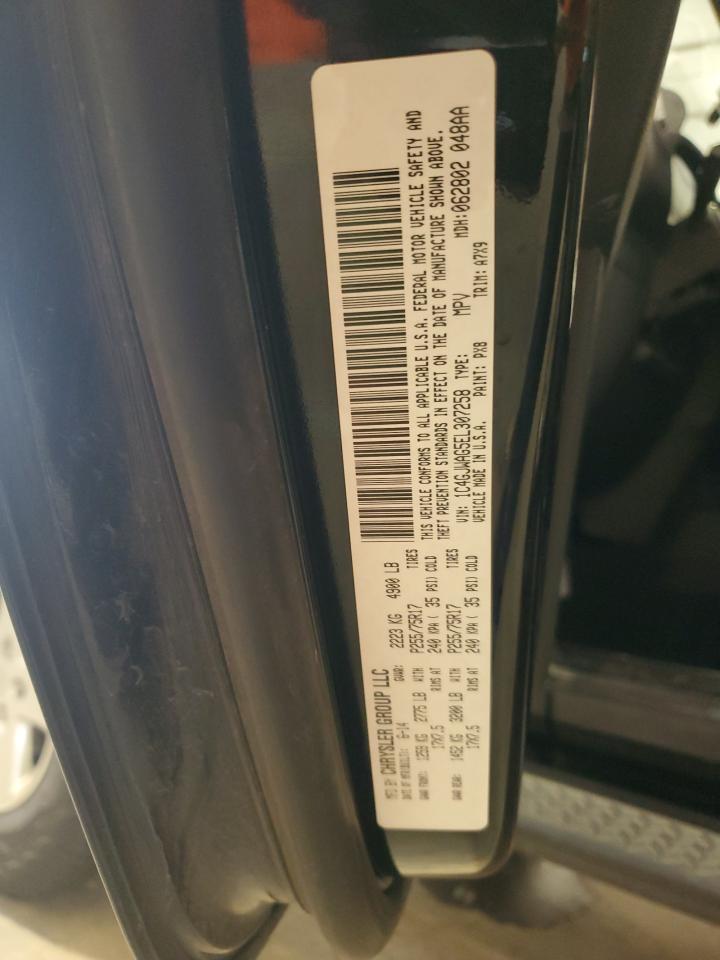 MFD BY CHRYSLER GROUP LLC
DATE OF MFR 6-14 GVWR: 2223 KG 4900 LB
GAWR FRONT: 1259 KG 2775 LB WITH P255/75R17 TIRES
17X7.5 RIMS AT 240 KPA ( 35 PSI) COLD
GAWR REAR: 1452 KG 3200 LB WITH P255/75R17 TIRES
17X7.5 RIMS AT 240 KPA ( 35 PSI) COLD
THIS VEHICLE CONFORMS TO ALL APPLICABLE U.S.A. FEDERAL MOTOR VEHICLE SAFETY AND
THEFT PREVENTION STANDARDS IN EFFECT ON THE DATE OF MANUFACTURE SHOWN ABOVE.
VIN: 1C4GJWAG5EL307258 TYPE: MPV MDH:062802 048AA
VEHICLE MADE IN U.S.A. PAINT: PX8 TRIM: A7X9